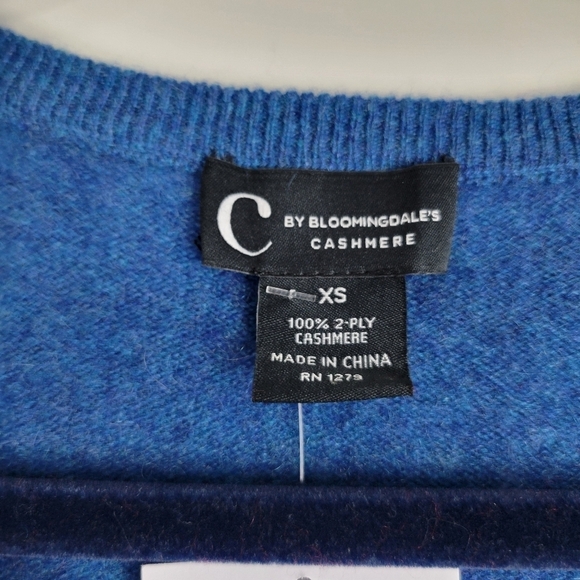 C BY BLOOMINGDALE'S
CASHMERE
XS
100% 2-PLY
CASHMERE
MADE IN CHINA
RN 1279